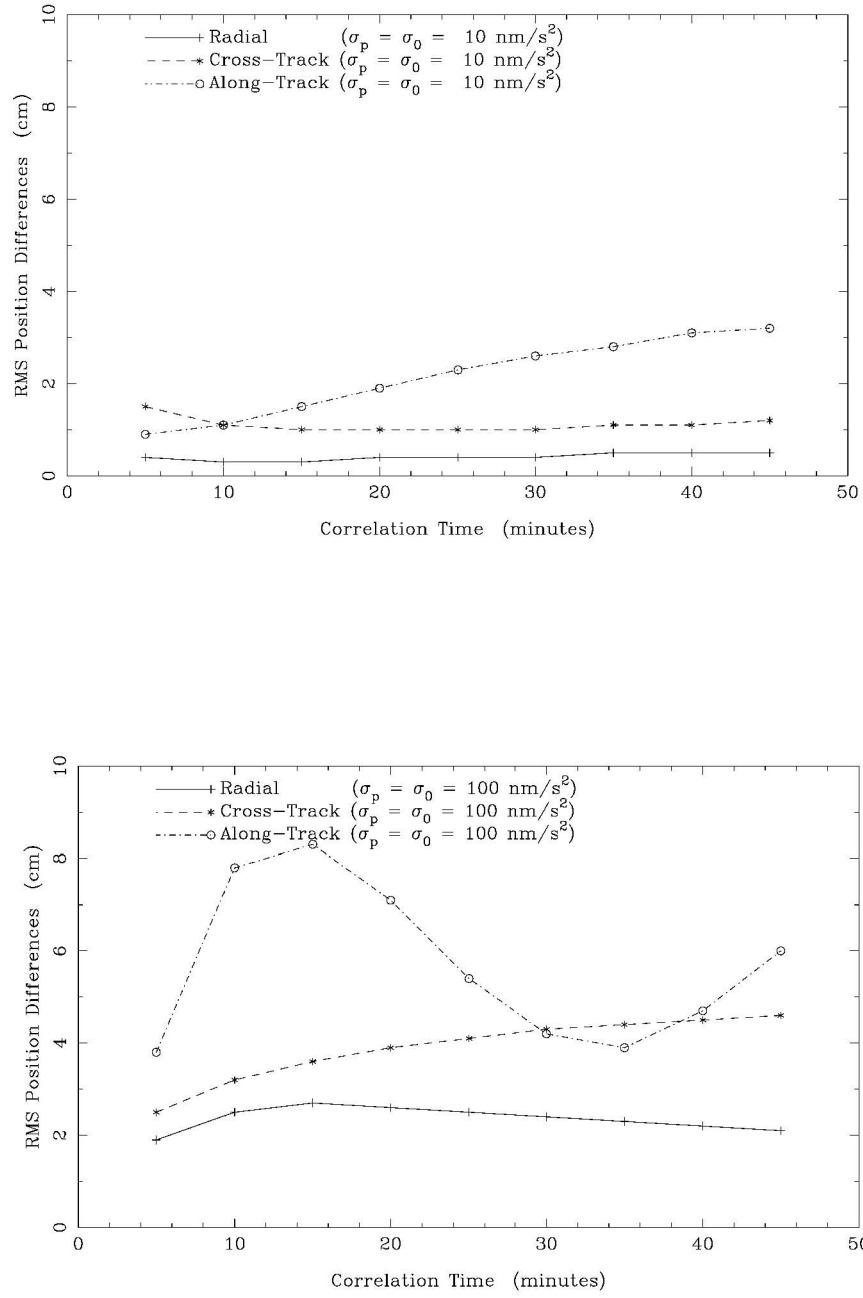 Radial (σp = σ0 = 10 nm/s²)
Cross-Track (σp = σ0 = 10 nm/s²)
Along-Track (σp = σ0 = 10 nm/s²)
RMS Position Differences (cm)
10
8
6
4
2
0
0 10 20 30 40 50
Correlation Time (minutes)
Radial (σp = σ0 = 100 nm/s²)
Cross-Track (σp = σ0 = 100 nm/s²)
Along-Track (σp = σ0 = 100 nm/s²)
RMS Position Differences (cm)
10
8
6
4
2
0
0 10 20 30 40 50
Correlation Time (minutes)